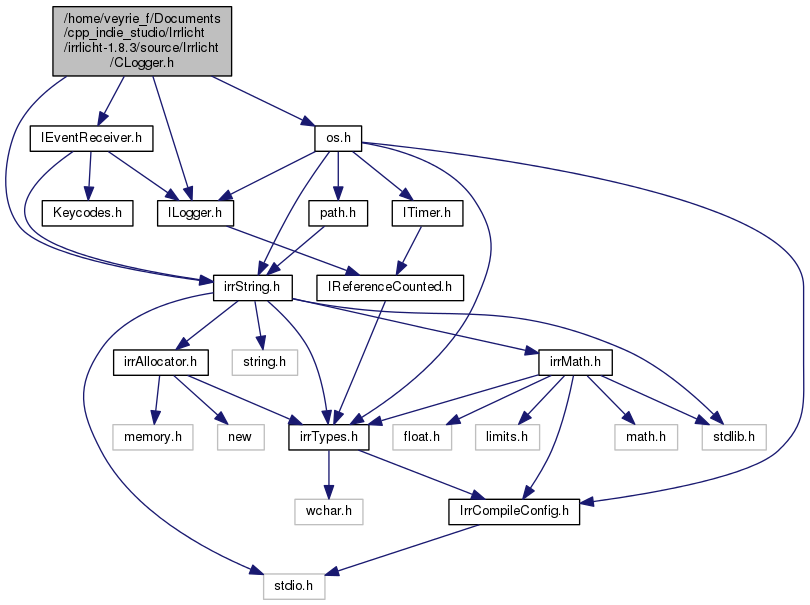 /home/veyrie_f/Documents
/cpp_indie_studio/Irrlicht
/irrlicht-1.8.3/source/Irrlicht
/CLogger.h
IEventReceiver.h
os.h
Keycodes.h
ILogger.h
path.h
ITimer.h
irrString.h
IReferenceCounted.h
irrAllocator.h
string.h
irrMath.h
memory.h
new
irrTypes.h
float.h
limits.h
math.h
stdlib.h
wchar.h
IrrCompileConfig.h
stdio.h